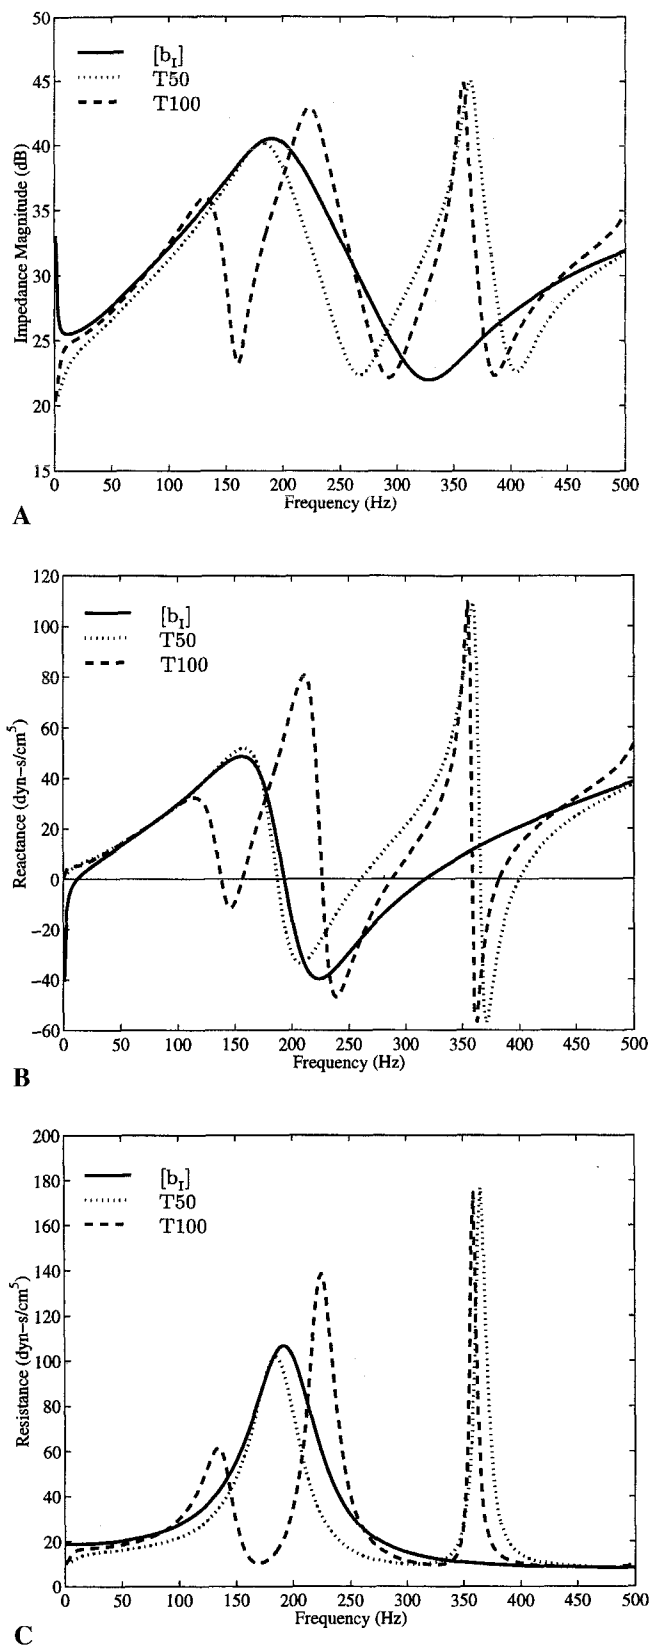 50
45
40
35
30
25
20
15
Impedance Magnitude (dB)
[b_I]
T50
T100
0 50 100 150 200 250 300 350 400 450 500
Frequency (Hz)
A
120
100
80
60
40
20
0
−20
−40
−60
Reactance (dyn−s/cm⁵)
[b_I]
T50
T100
0 50 100 150 200 250 300 350 400 450 500
Frequency (Hz)
B
200
180
160
140
120
100
80
60
40
20
0
Resistance (dyn−s/cm⁵)
[b_I]
T50
T100
0 50 100 150 200 250 300 350 400 450 500
Frequency (Hz)
C